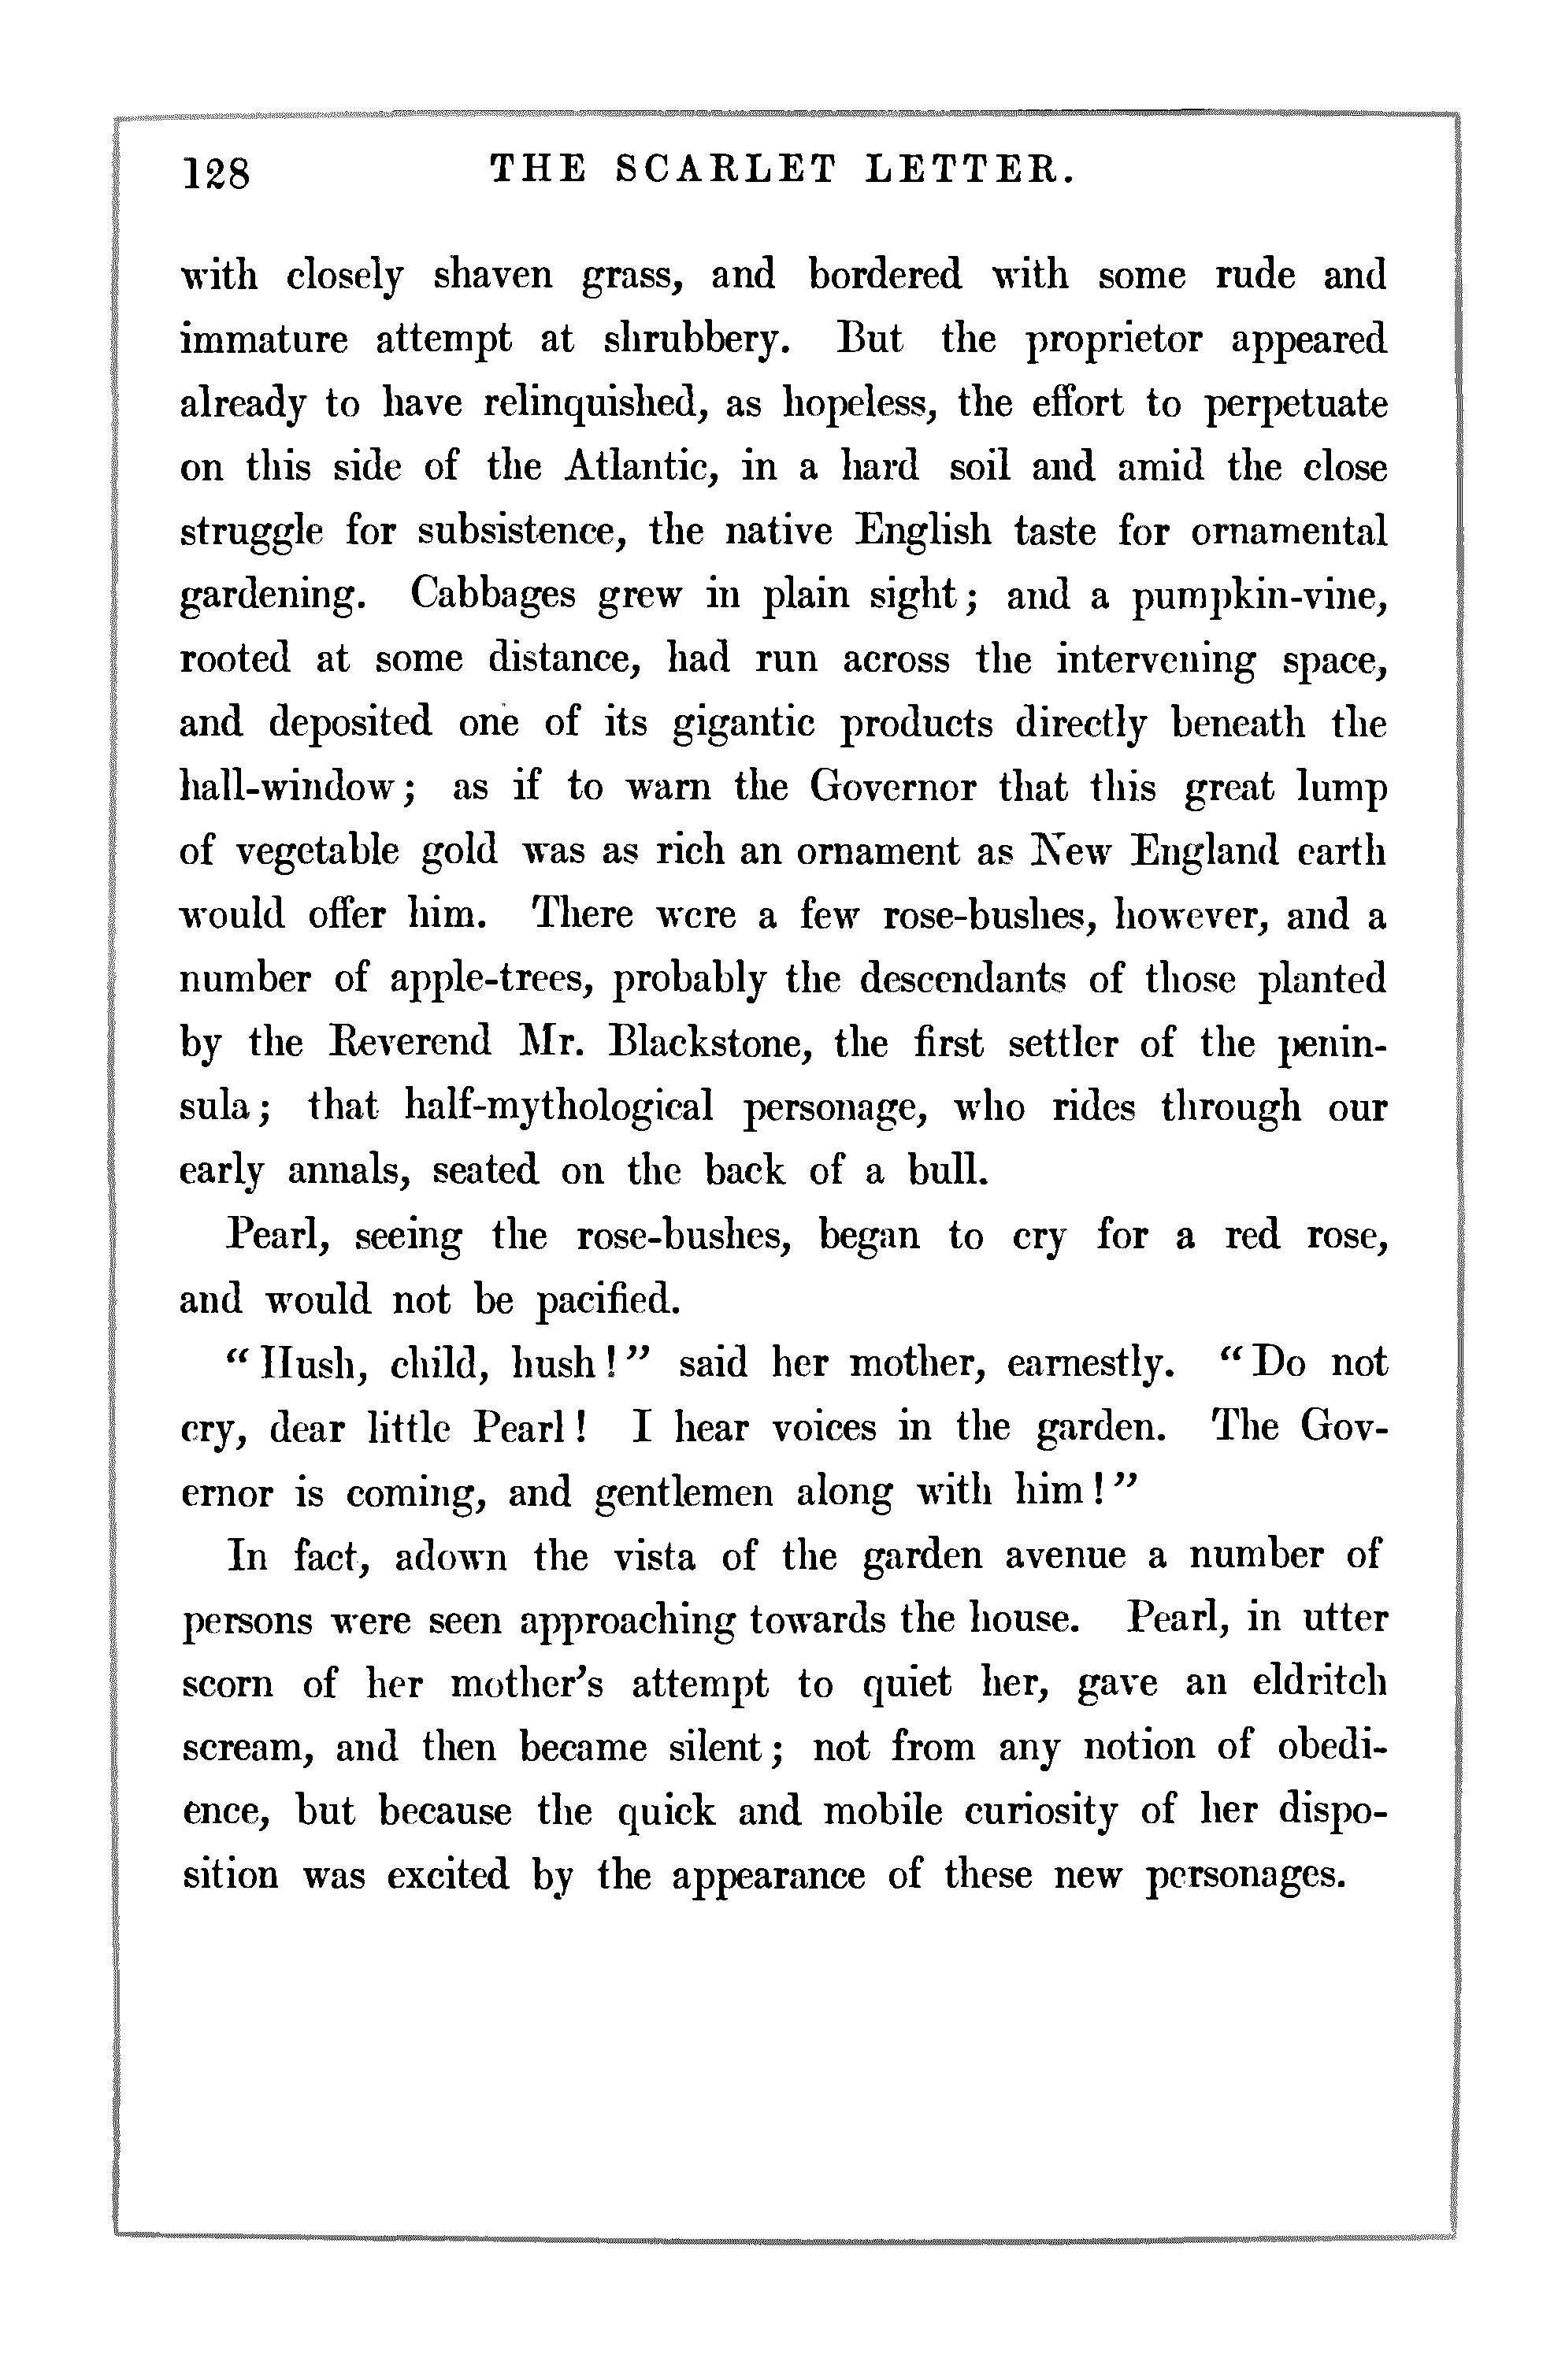 128 THE SCARLET LETTER.
with closely shaven grass, and bordered with some rude and
immature attempt at shrubbery. But the proprietor appeared
already to have relinquished, as hopeless, the effort to perpetuate
on this side of the Atlantic, in a hard soil and amid the close
struggle for subsistence, the native English taste for ornamental
gardening. Cabbages grew in plain sight; and a pumpkin-vine,
rooted at some distance, had run across the intervening space,
and deposited one of its gigantic products directly beneath the
hall-window; as if to warn the Governor that this great lump
of vegetable gold was as rich an ornament as New England earth
would offer him. There were a few rose-bushes, however, and a
number of apple-trees, probably the descendants of those planted
by the Reverend Mr. Blackstone, the first settler of the penin-
sula; that half-mythological personage, who rides through our
early annals, seated on the back of a bull.
Pearl, seeing the rose-bushes, began to cry for a red rose,
and would not be pacified.
“Hush, child, hush!” said her mother, earnestly. “Do not
cry, dear little Pearl! I hear voices in the garden. The Gov-
ernor is coming, and gentlemen along with him!”
In fact, adown the vista of the garden avenue a number of
persons were seen approaching towards the house. Pearl, in utter
scorn of her mother’s attempt to quiet her, gave an eldritch
scream, and then became silent; not from any notion of obedi-
ence, but because the quick and mobile curiosity of her dispo-
sition was excited by the appearance of these new personages.